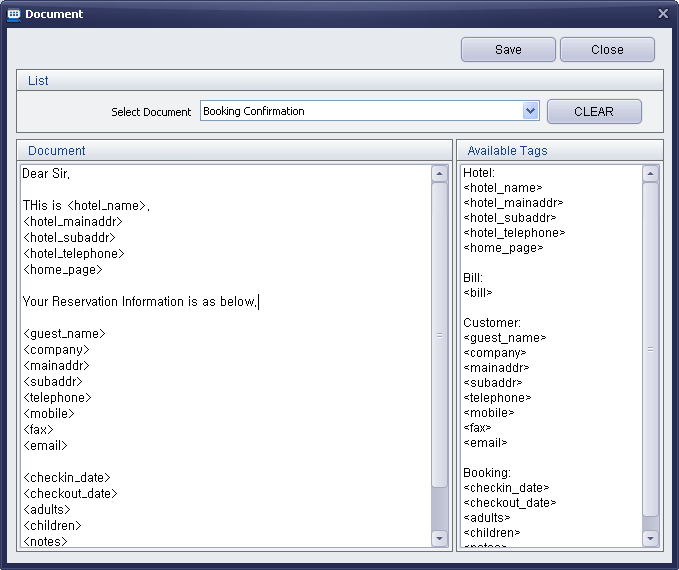 Document
Save
Close
List
Select Document
Booking Confirmation
CLEAR
Document
Dear Sir,
THis is <hotel_name>,
<hotel_mainaddr>
<hotel_subaddr>
<hotel_telephone>
<home_page>
Your Reservation Information is as below,
<guest_name>
<company>
<mainaddr>
<subaddr>
<telephone>
<mobile>
<fax>
<email>
<checkin_date>
<checkout_date>
<adults>
<children>
<notes>
Available Tags
Hotel:
<hotel_name>
<hotel_mainaddr>
<hotel_subaddr>
<hotel_telephone>
<home_page>
Bill:
<bill>
Customer:
<guest_name>
<company>
<mainaddr>
<subaddr>
<telephone>
<mobile>
<fax>
<email>
Booking:
<checkin_date>
<checkout_date>
<adults>
<children>
<notes>